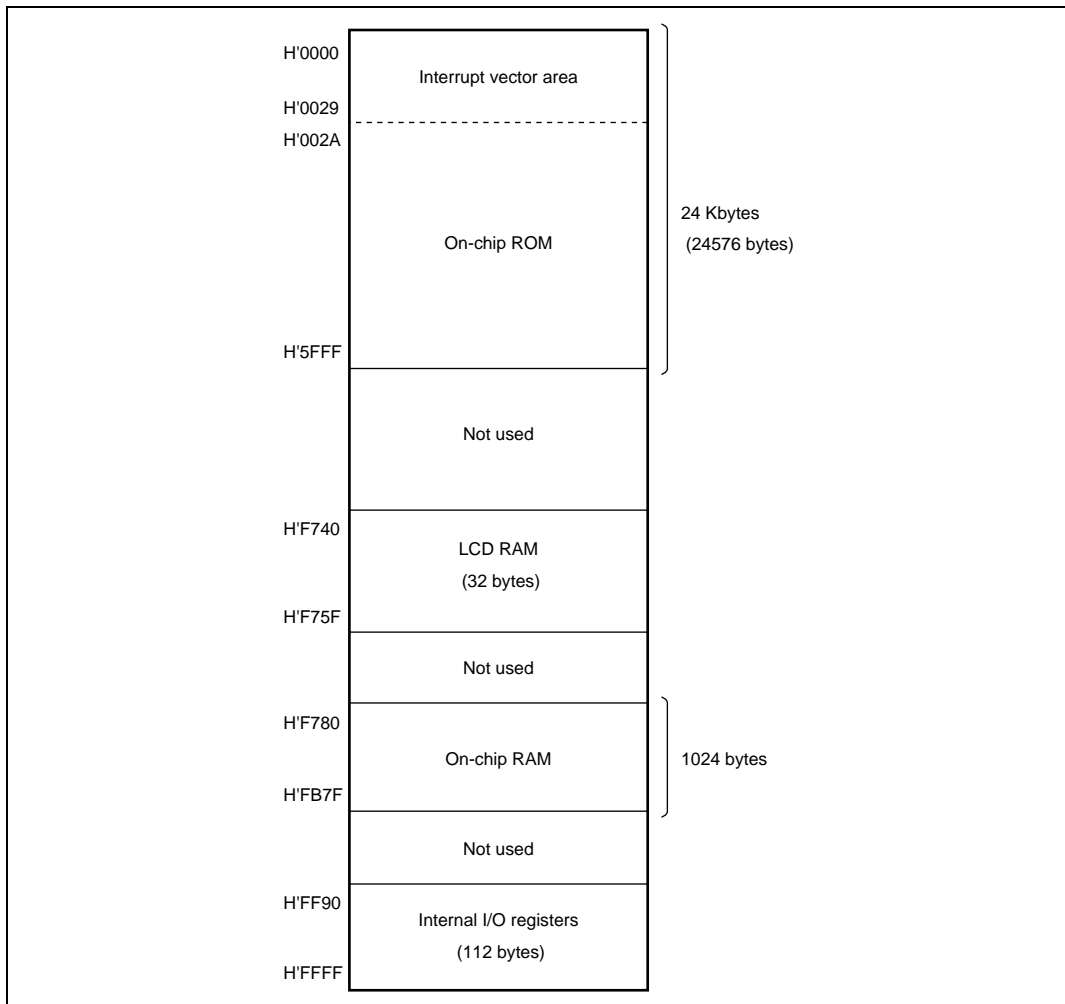 H'0000
Interrupt vector area
H'0029
H'002A
On-chip ROM
24 Kbytes
(24576 bytes)
H'5FFF
Not used
H'F740
LCD RAM
(32 bytes)
H'F75F
Not used
H'F780
On-chip RAM
1024 bytes
H'FB7F
Not used
H'FF90
Internal I/O registers
(112 bytes)
H'FFFF